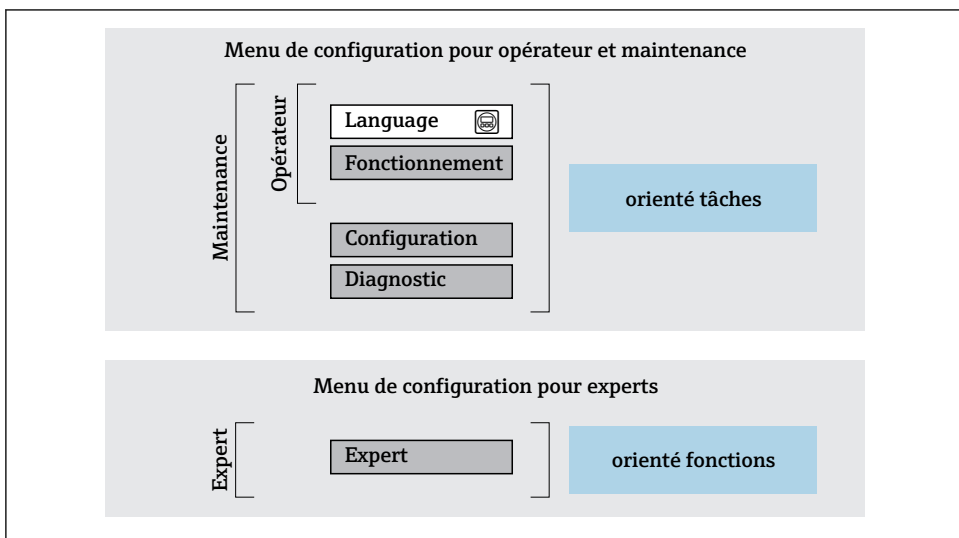 Menu de configuration pour opérateur et maintenance
Maintenance
Opérateur
Language
Fonctionnement
Configuration
Diagnostic
orienté tâches
Menu de configuration pour experts
Expert
Expert
orienté fonctions